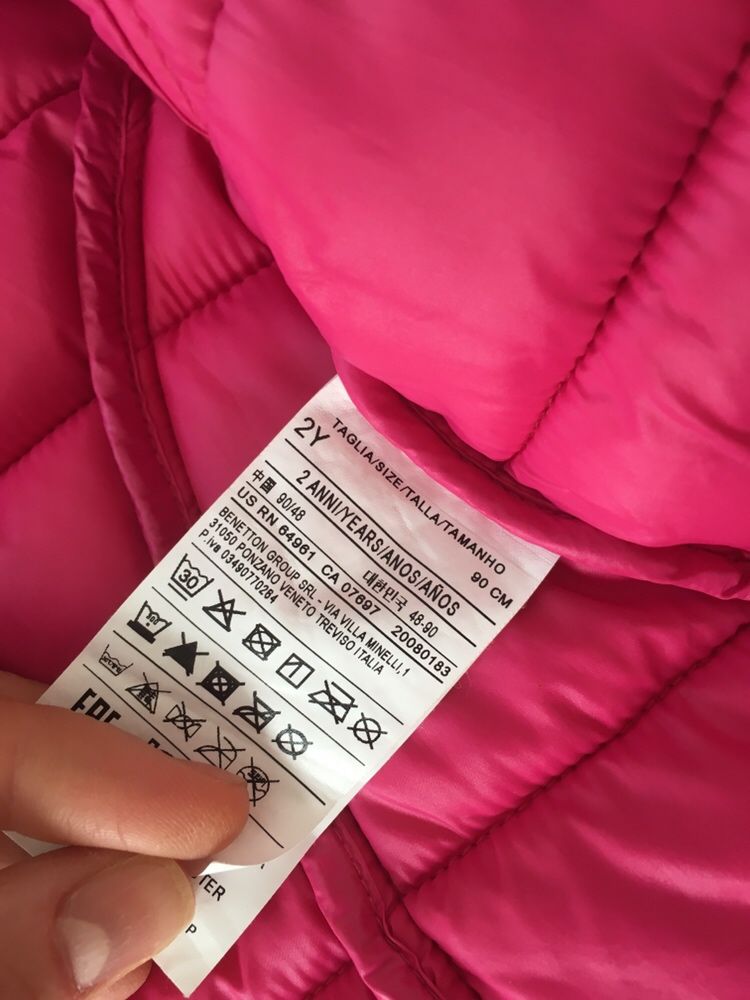 TAGLIA/SIZE/TALLA/TAMANHO
2Y 90 CM
2 ANNI/YEARS/ANOS/AÑOS
中国 90/48 대한민국 48-90
US RN 64961 CA 07697 20080183
BENETTON GROUP SRL - VIA VILLA MINELLI,1
31050 PONZANO VENETO TREVISO ITALIA
P.iva 03490770264
30
EAC
TER
P